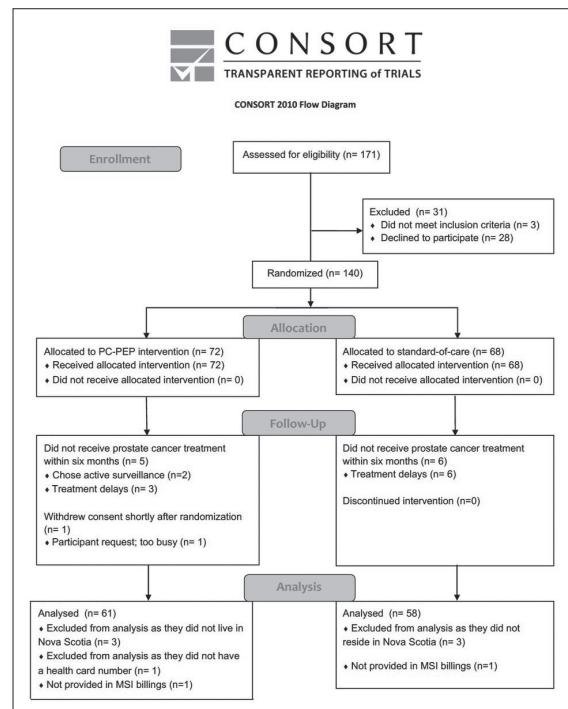 CONSORT
TRANSPARENT REPORTING of TRIALS
CONSORT 2010 Flow Diagram
Enrollment
Assessed for eligibility (n= 171)
Excluded (n= 31)
♦ Did not meet inclusion criteria (n= 3)
♦ Declined to participate (n= 28)
Randomized (n= 140)
Allocation
Allocated to PC-PEP intervention (n= 72)
♦ Received allocated intervention (n= 72)
♦ Did not receive allocated intervention (n= 0)
Allocated to standard-of-care (n= 68)
♦ Received allocated intervention (n= 68)
♦ Did not receive allocated intervention (n= 0)
Follow-Up
Did not receive prostate cancer treatment
within six months (n= 5)
♦ Chose active surveillance (n=2)
♦ Treatment delays (n= 3)
Withdrew consent shortly after randomization
(n= 1)
♦ Participant request; too busy (n= 1)
Did not receive prostate cancer treatment
within six months (n= 6)
♦ Treatment delays (n= 6)
Discontinued intervention (n=0)
Analysis
Analysed (n= 61)
♦ Excluded from analysis as they did not live in
Nova Scotia (n= 3)
♦ Excluded from analysis as they did not have
a health card number (n= 1)
♦ Not provided in MSI billings (n=1)
Analysed (n= 58)
♦ Excluded from analysis as they did not
reside in Nova Scotia (n= 3)
♦ Not provided in MSI billings (n=1)